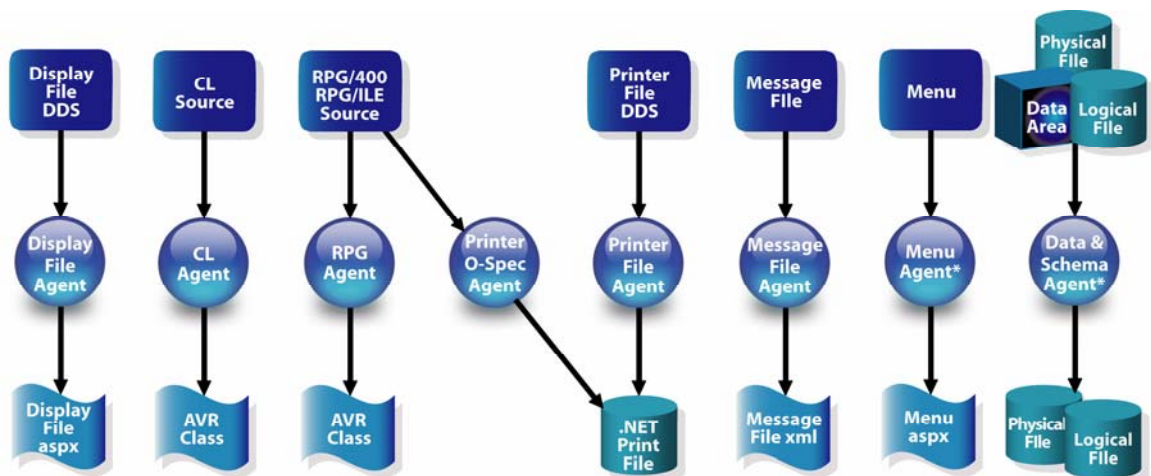 Display
File
DDS
CL
Source
RPG/400
RPG/ILE
Source
Printer
File
DDS
Message
FIle
Menu
Physical
FIle
Data
Area
Logical
FIle
Display
File
Agent
CL
Agent
RPG
Agent
Printer
O-Spec
Agent
Printer
File
Agent
Message
File
Agent
Menu
Agent*
Data &
Schema
Agent*
Display
File
aspx
AVR
Class
AVR
Class
.NET
Print
File
Message
File xml
Menu
aspx
Physical
FIle
Logical
FIle